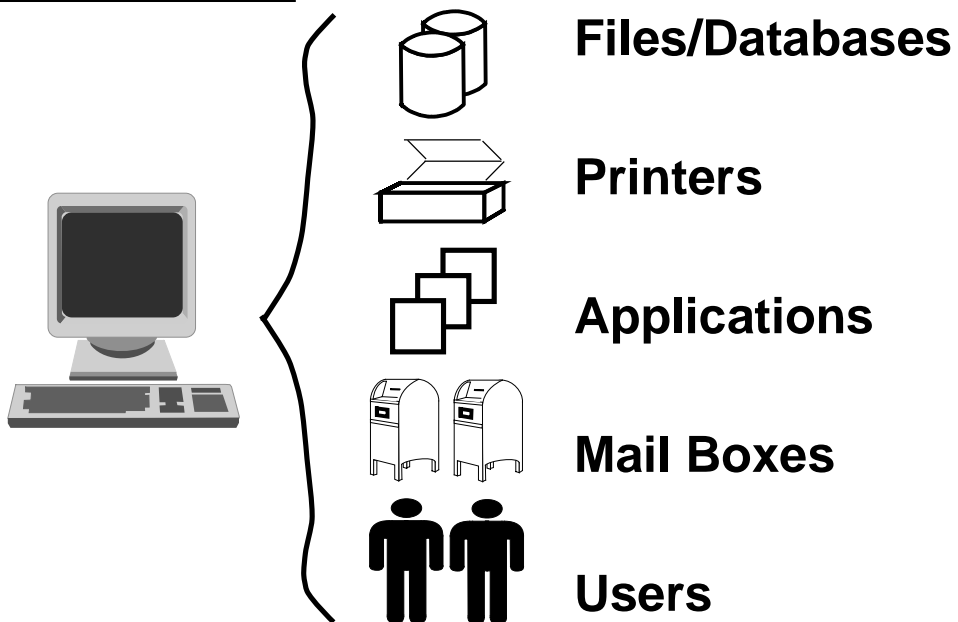 Files/Databases
Printers
Applications
Mail Boxes
Users